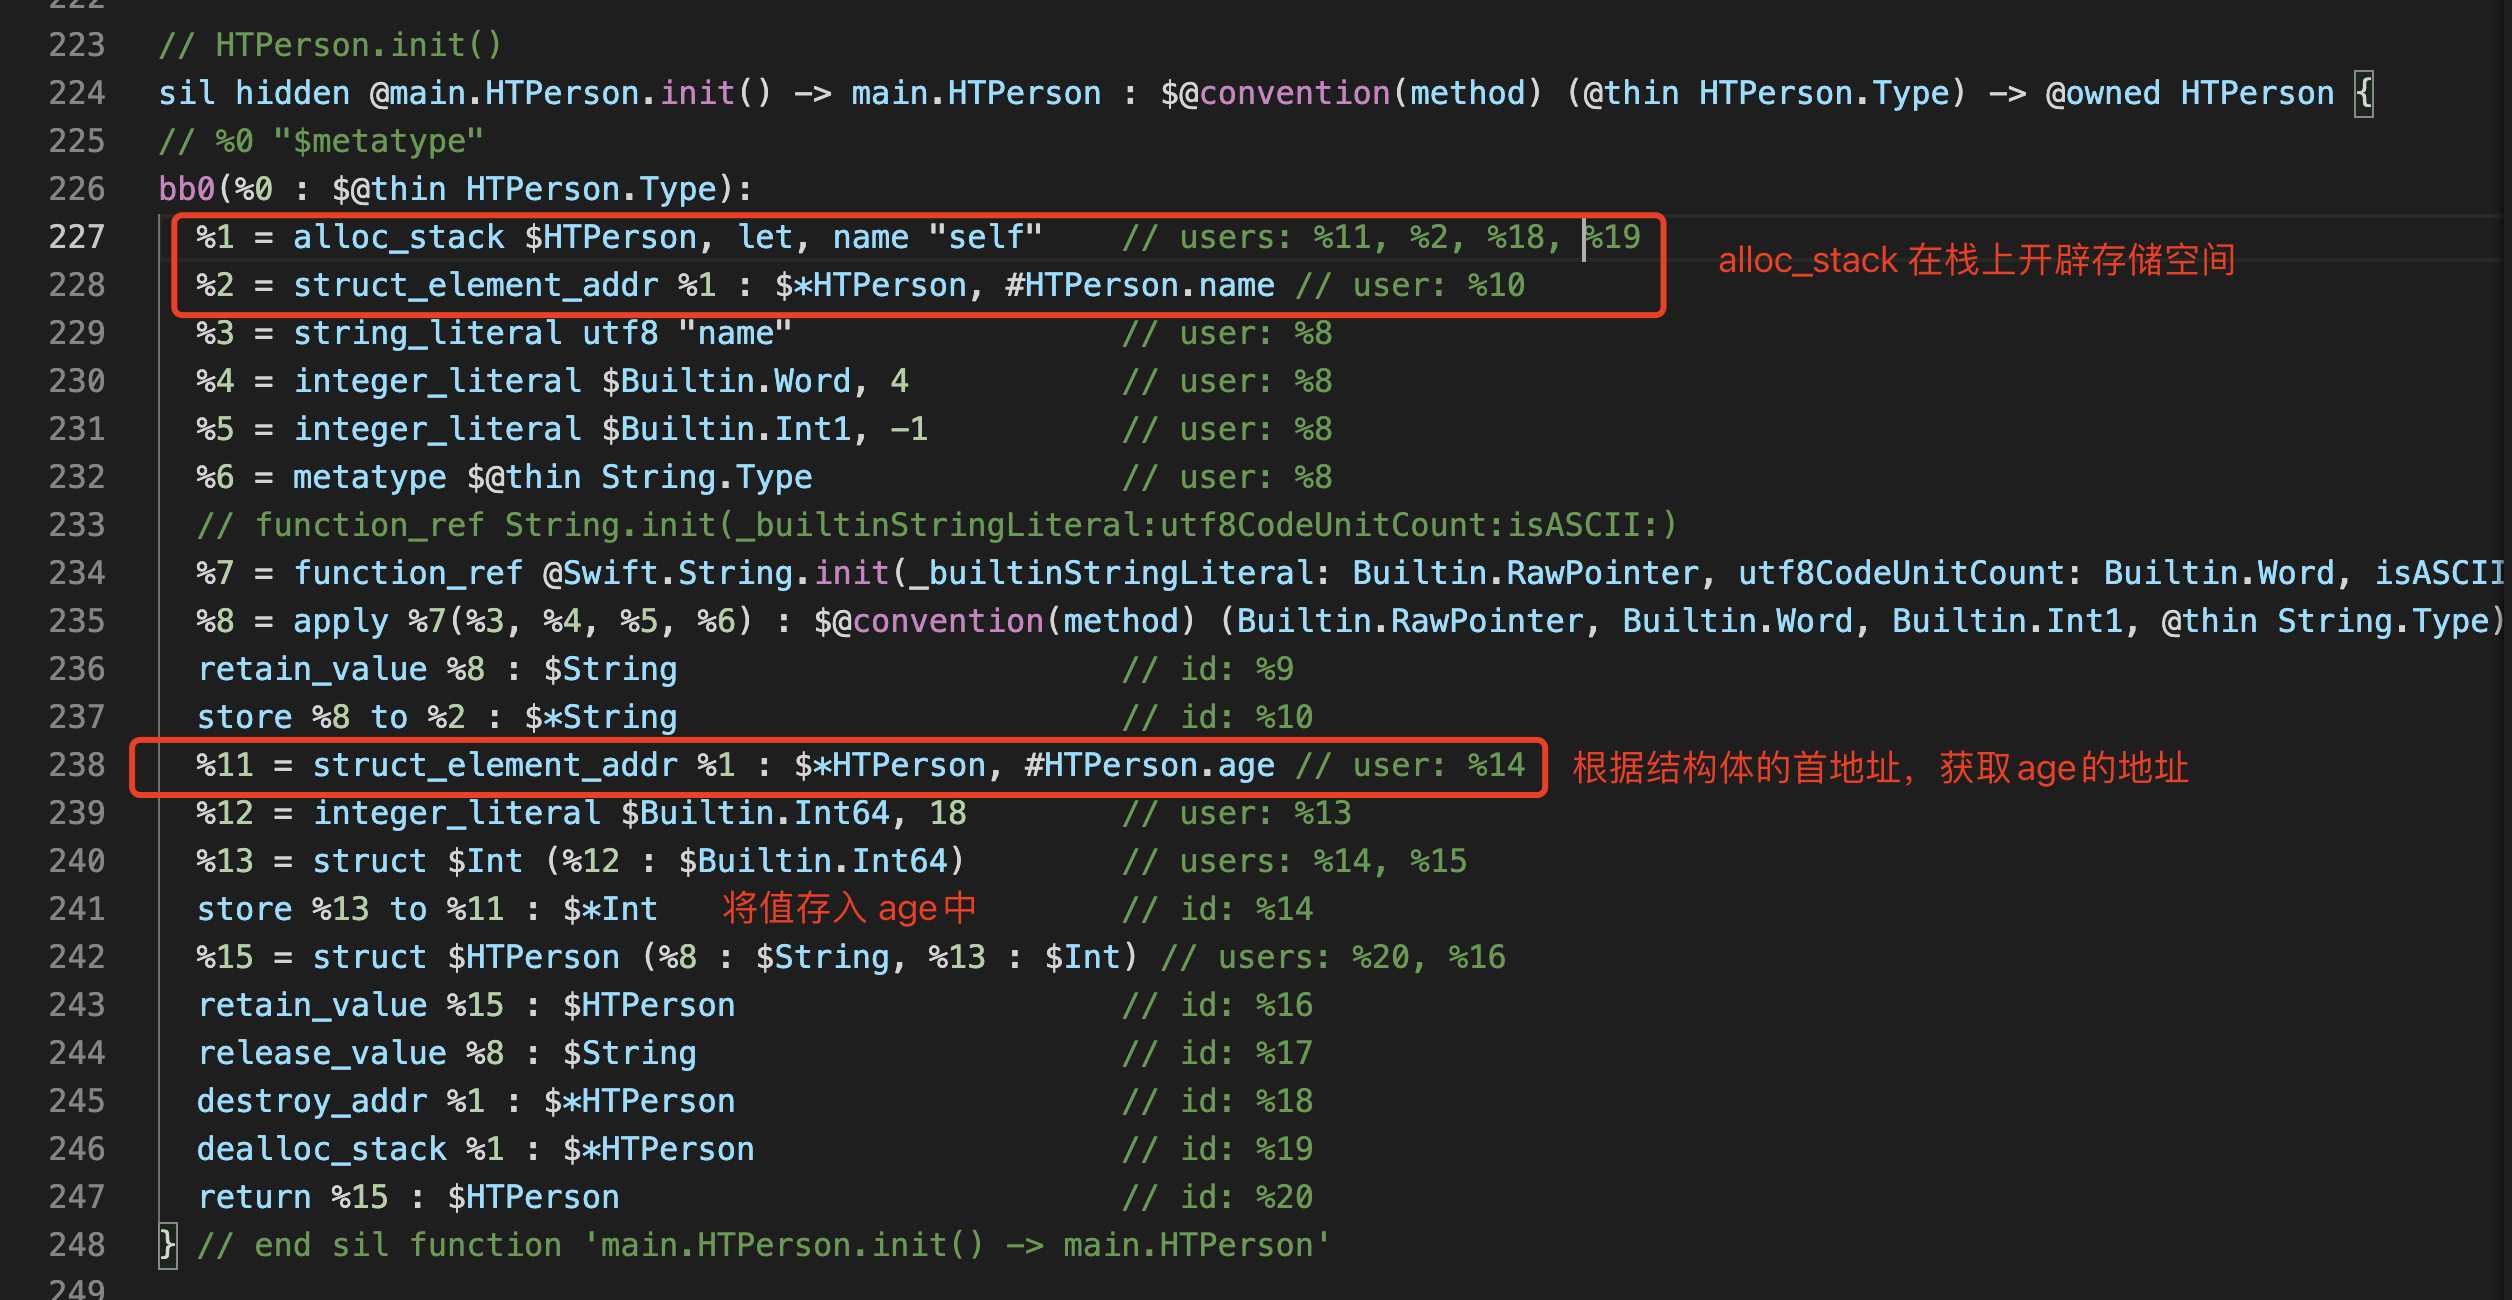 222
223 // HTPerson.init()
224 sil hidden @main.HTPerson.init() -> main.HTPerson : $@convention(method) (@thin HTPerson.Type) -> @owned HTPerson {
225 // %0 "$metatype"
226 bb0(%0 : $@thin HTPerson.Type):
227 %1 = alloc_stack $HTPerson, let, name "self" // users: %11, %2, %18, %19
alloc_stack 在栈上开辟存储空间
228 %2 = struct_element_addr %1 : $*HTPerson, #HTPerson.name // user: %10
229 %3 = string_literal utf8 "name" // user: %8
230 %4 = integer_literal $Builtin.Word, 4 // user: %8
231 %5 = integer_literal $Builtin.Int1, -1 // user: %8
232 %6 = metatype $@thin String.Type // user: %8
233 // function_ref String.init(_builtinStringLiteral:utf8CodeUnitCount:isASCII:)
234 %7 = function_ref @Swift.String.init(_builtinStringLiteral: Builtin.RawPointer, utf8CodeUnitCount: Builtin.Word, isASCII
235 %8 = apply %7(%3, %4, %5, %6) : $@convention(method) (Builtin.RawPointer, Builtin.Word, Builtin.Int1, @thin String.Type)
236 retain_value %8 : $String // id: %9
237 store %8 to %2 : $*String // id: %10
238 %11 = struct_element_addr %1 : $*HTPerson, #HTPerson.age // user: %14 根据结构体的首地址，获取age的地址
239 %12 = integer_literal $Builtin.Int64, 18 // user: %13
240 %13 = struct $Int (%12 : $Builtin.Int64) // users: %14, %15
241 store %13 to %11 : $*Int 将值存入 age中 // id: %14
242 %15 = struct $HTPerson (%8 : $String, %13 : $Int) // users: %20, %16
243 retain_value %15 : $HTPerson // id: %16
244 release_value %8 : $String // id: %17
245 destroy_addr %1 : $*HTPerson // id: %18
246 dealloc_stack %1 : $*HTPerson // id: %19
247 return %15 : $HTPerson // id: %20
248 } // end sil function 'main.HTPerson.init() -> main.HTPerson'
249